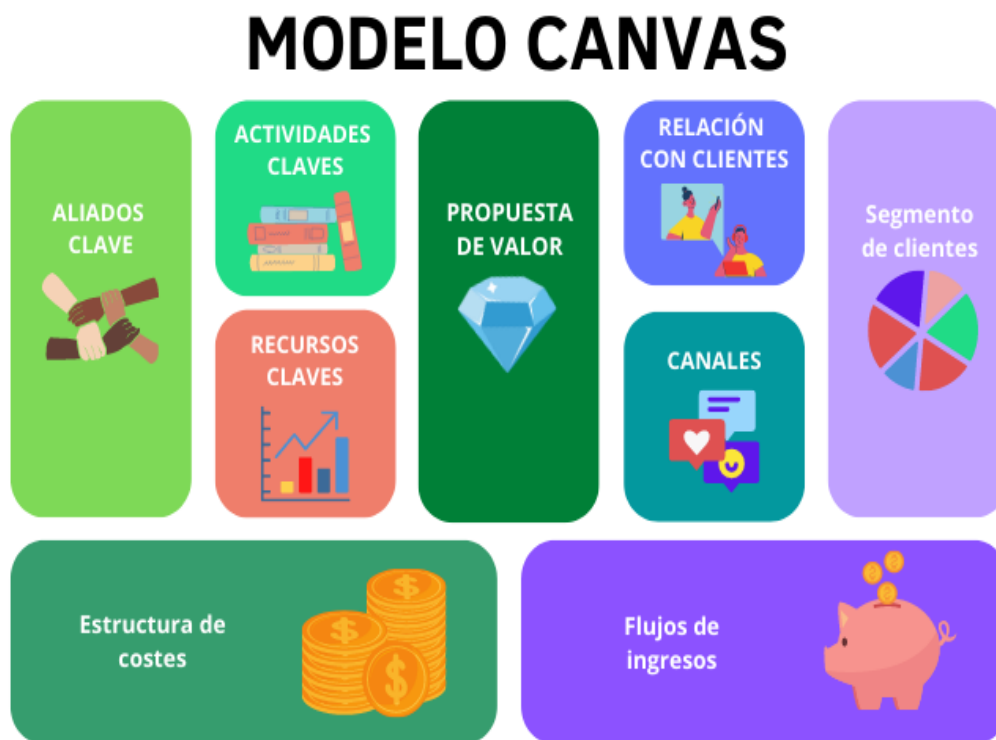 MODELO CANVAS
ALIADOS
CLAVE
ACTIVIDADES
CLAVES
RECURSOS
CLAVES
PROPUESTA
DE VALOR
RELACIÓN
CON CLIENTES
CANALES
Segmento
de clientes
Estructura de
costes
Flujos de
ingresos